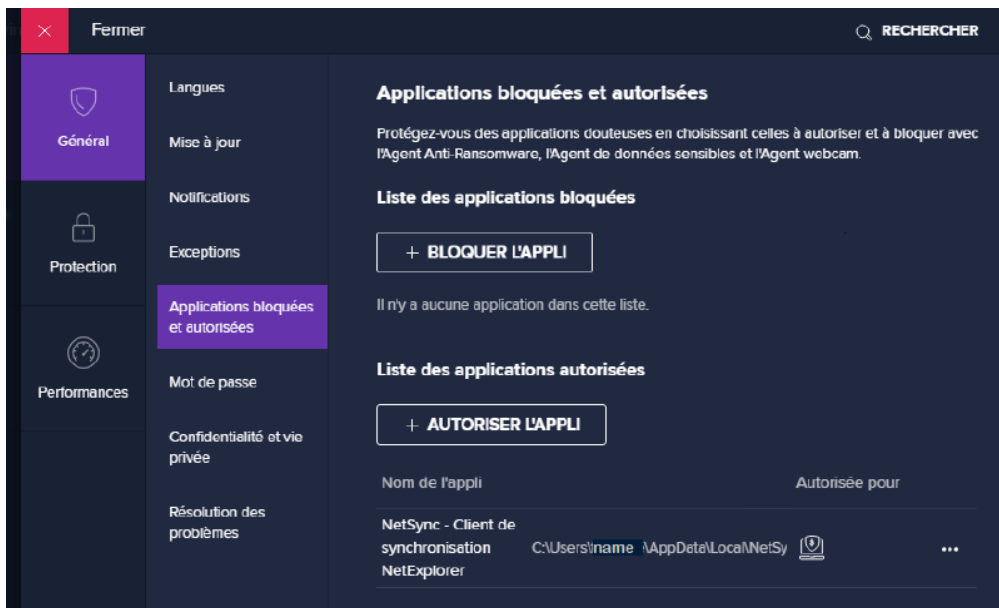 Fermer
RECHERCHER
Général
Protection
Performances
Langues
Mise à jour
Notifications
Exceptions
Applications bloquées
et autorisées
Mot de passe
Confidentialité et vie
privée
Résolution des
problèmes
Applications bloquées et autorisées
Protégez-vous des applications douteuses en choisissant celles à autoriser et à bloquer avec
l'Agent Anti-Ransomware, l'Agent de données sensibles et l'Agent webcam.
Liste des applications bloquées
+ BLOQUER L'APPLI
Il n'y a aucune application dans cette liste.
Liste des applications autorisées
+ AUTORISER L'APPLI
Nom de l'appli Autorisée pour
NetSync - Client de
synchronisation C:\Users\name \AppData\Local\NetSy
NetExplorer